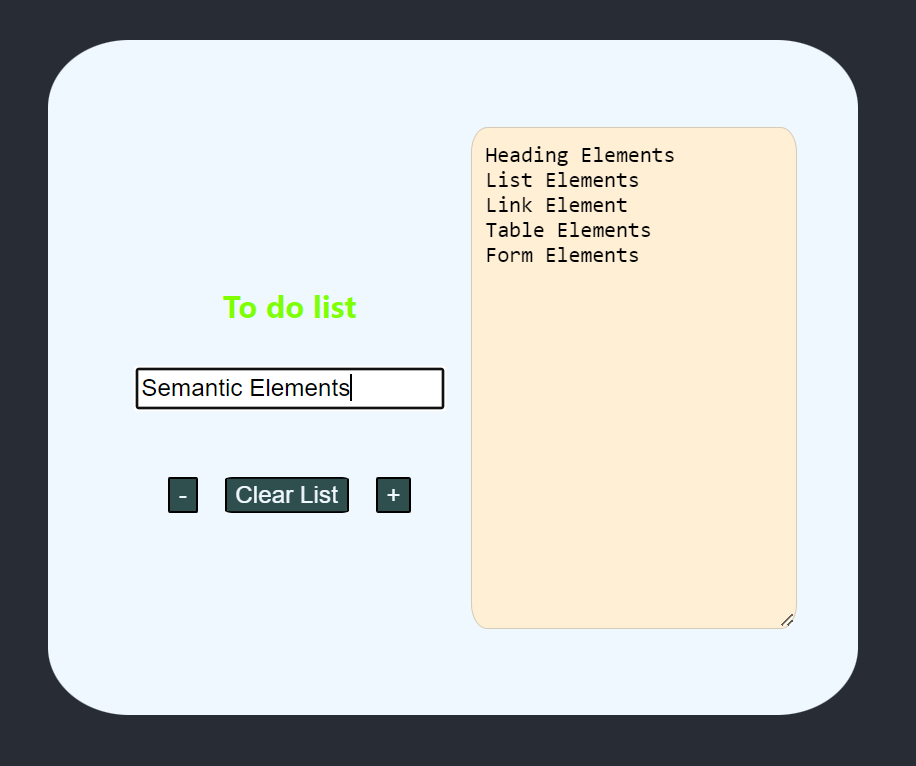 To do list
Semantic Elements
-
Clear List
+
Heading Elements
List Elements
Link Element
Table Elements
Form Elements